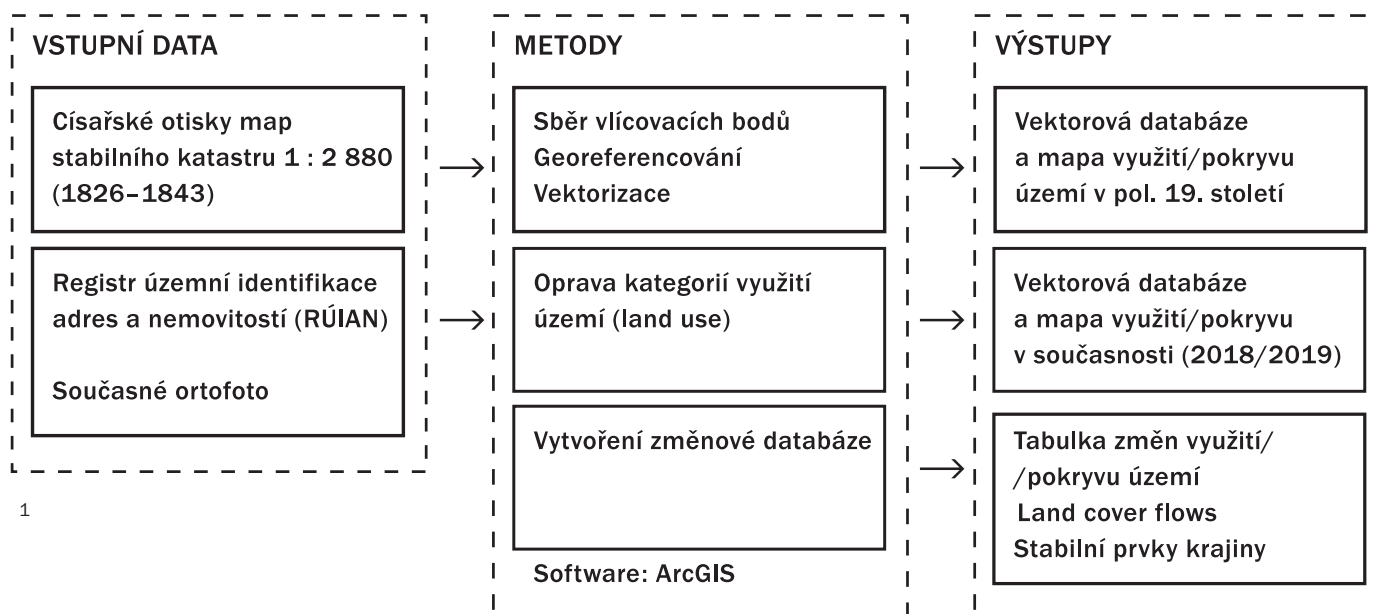 VSTUPNÍ DATA
Císařské otisky map
stabilního katastru 1 : 2 880
(1826–1843)
Registr územní identifikace
adres a nemovitostí (RÚIAN)
Současné ortofoto
1
METODY
Sběr vlícovacích bodů
Georeferencování
Vektorizace
Oprava kategorií využití
území (land use)
Vytvoření změnové databáze
Software: ArcGIS
VÝSTUPY
Vektorová databáze
a mapa využití/pokryvu
území v pol. 19. století
Vektorová databáze
a mapa využití/pokryvu
v současnosti (2018/2019)
Tabulka změn využití/
/pokryvu území
Land cover flows
Stabilní prvky krajiny